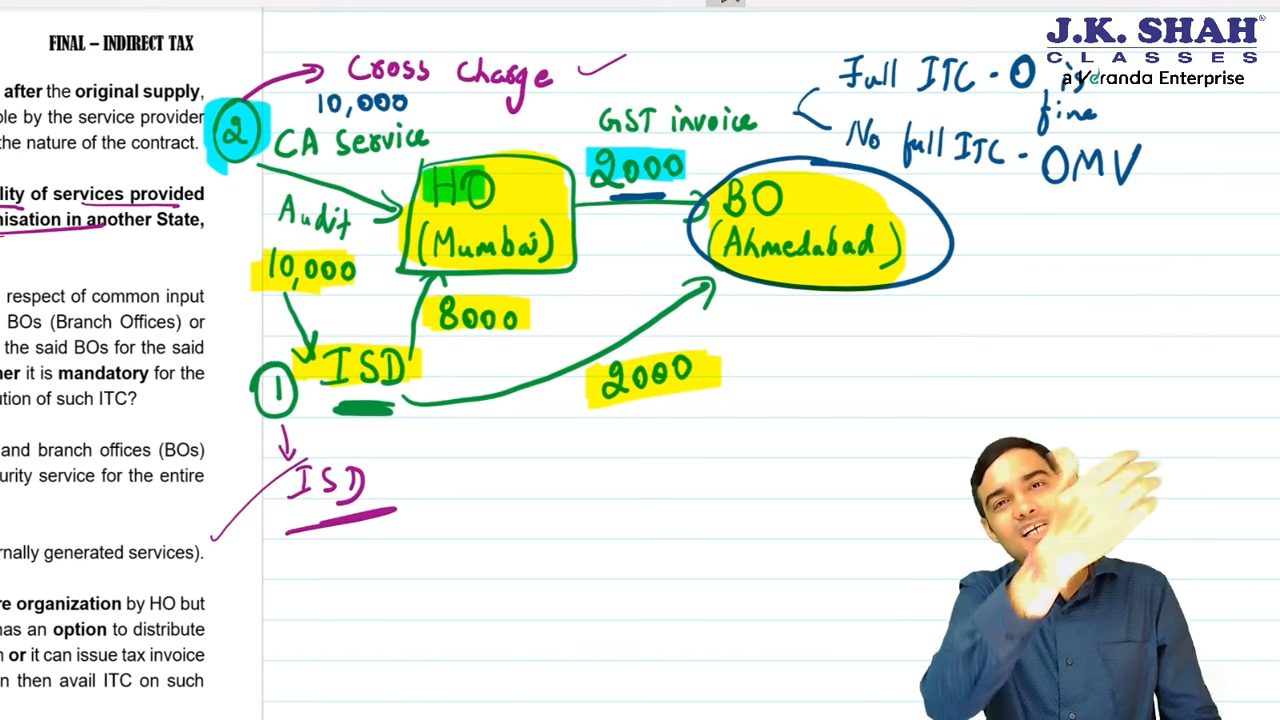 FINAL – INDIRECT TAX
after the original supply,
ble by the service provider
the nature of the contract.
lity of services provided
nisation in another State,
respect of common input
BOs (Branch Offices) or
the said BOs for the said
her it is mandatory for the
ution of such ITC?
and branch offices (BOs)
urity service for the entire
rnally generated services).
re organization by HO but
has an option to distribute
or it can issue tax invoice
n then avail ITC on such
2
Cross Charge
10,000
CA Service
Audit
10,000
HO
(Mumbai)
GST invoice
2000
BO
(Ahmedabad)
Full ITC - 0 is
fine
No full ITC - OMV
8000
ISD
2000
1
ISD
J.K. SHAH®
CLASSES
a Veranda Enterprise